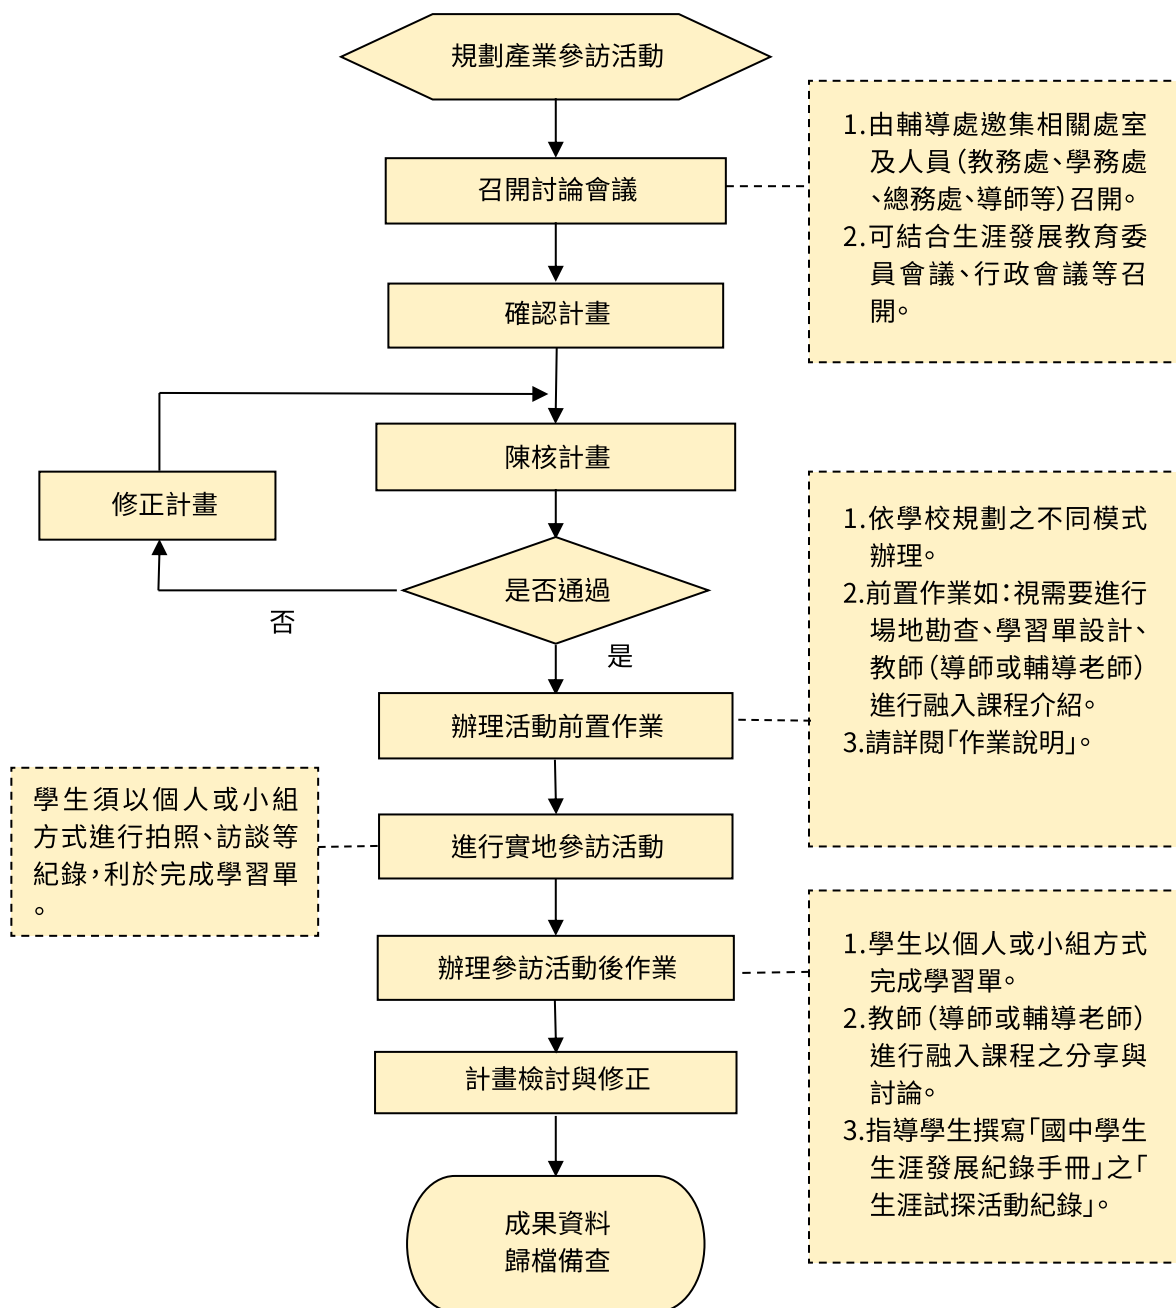 規劃產業參訪活動
召開討論會議
1.由輔導處邀集相關處室
及人員（教務處、學務處
、總務處、導師等）召開。
2.可結合生涯發展教育委
員會議、行政會議等召
開。
確認計畫
陳核計畫
修正計畫
是否通過
否
是
1.依學校規劃之不同模式
辦理。
2.前置作業如：視需要進行
場地勘查、學習單設計、
教師（導師或輔導老師）
進行融入課程介紹。
3.請詳閱「作業說明」。
辦理活動前置作業
學生須以個人或小組
方式進行拍照、訪談等
紀錄，利於完成學習單
。
進行實地參訪活動
辦理參訪活動後作業
1.學生以個人或小組方式
完成學習單。
2.教師（導師或輔導老師）
進行融入課程之分享與
討論。
3.指導學生撰寫「國中學生
生涯發展紀錄手冊」之「
生涯試探活動紀錄」。
計畫檢討與修正
成果資料
歸檔備查